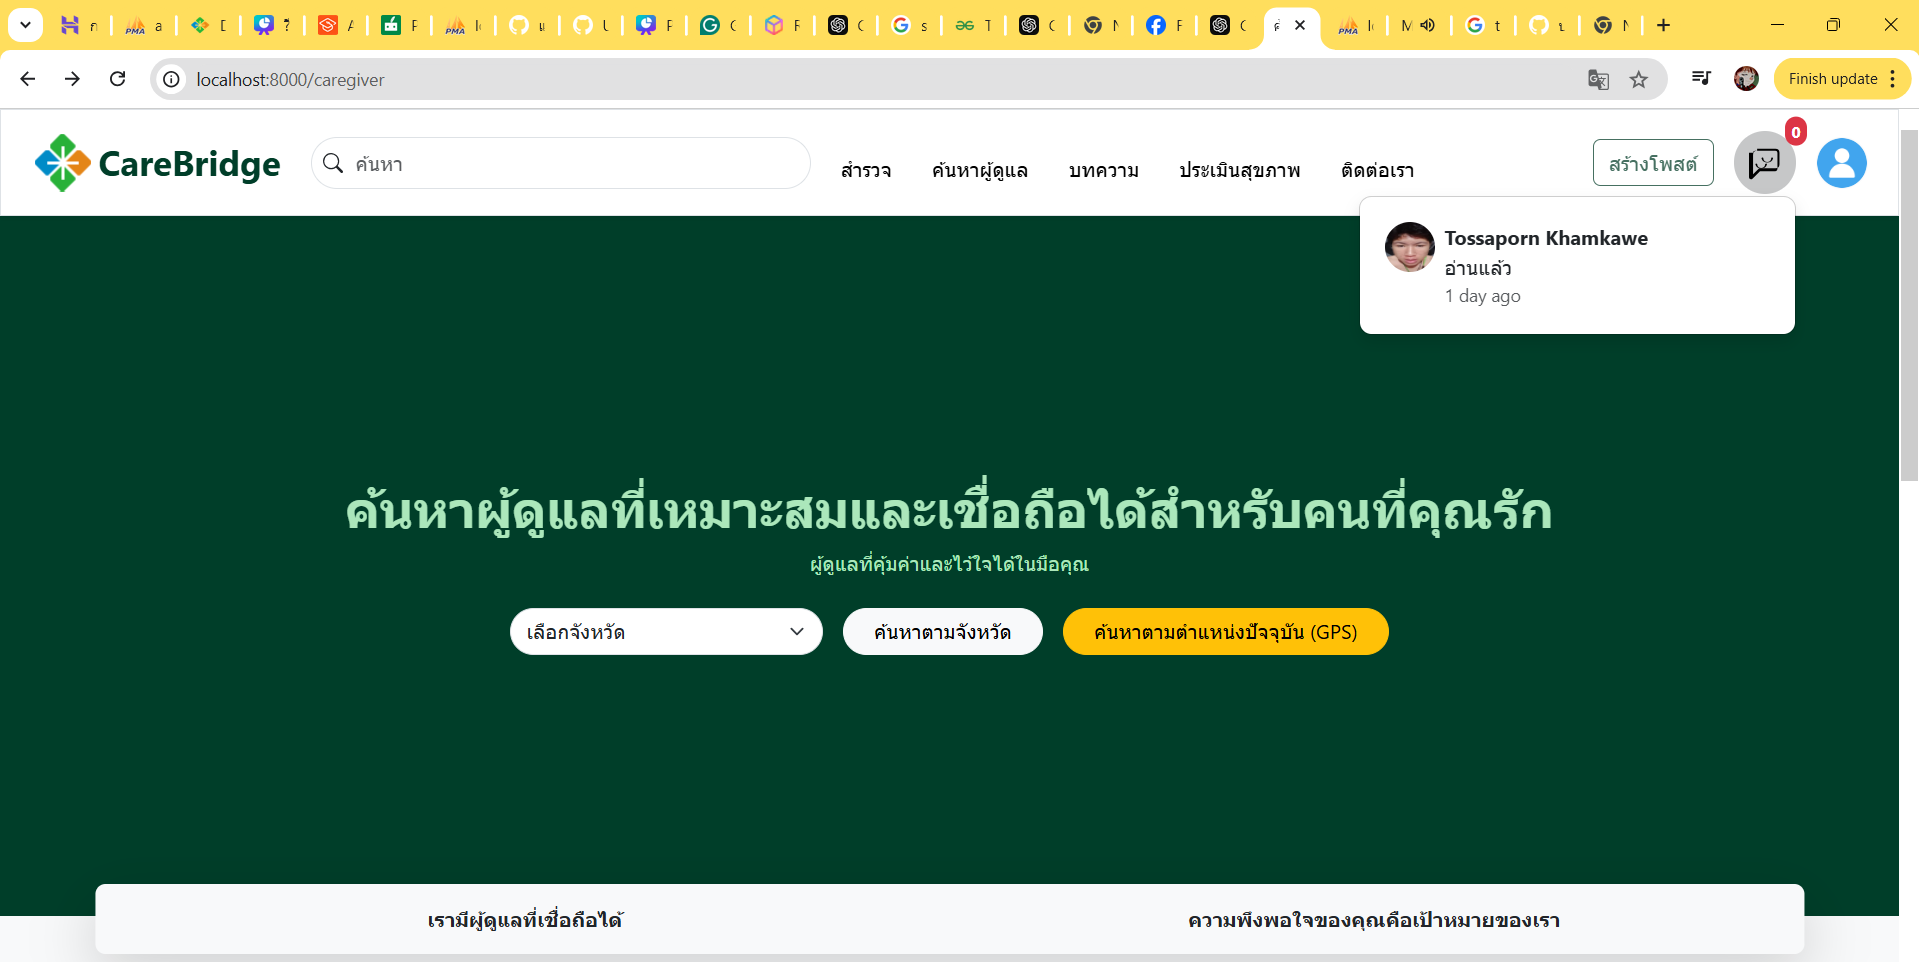 localhost:8000/caregiver
Finish update
CareBridge
ค้นหา
สำรวจ
ค้นหาผู้ดูแล
บทความ
ประเมินสุขภาพ
ติดต่อเรา
สร้างโพสต์
0
Tossaporn Khamkawe
อ่านแล้ว
1 day ago
ค้นหาผู้ดูแลที่เหมาะสมและเชื่อถือได้สำหรับคนที่คุณรัก
ผู้ดูแลที่คุ้มค่าและไว้ใจได้ในมือคุณ
เลือกจังหวัด
ค้นหาตามจังหวัด
ค้นหาตามตำแหน่งปัจจุบัน (GPS)
เรามีผู้ดูแลที่เชื่อถือได้
ความพึงพอใจของคุณคือเป้าหมายของเรา